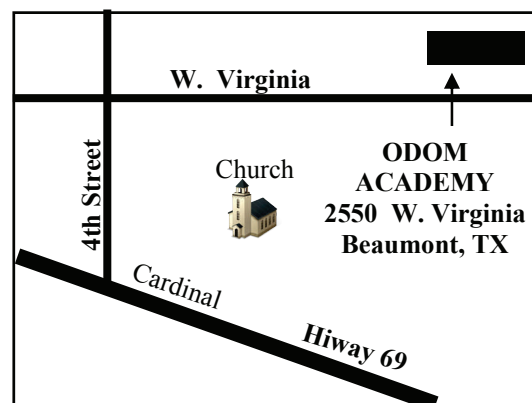 W. Virginia
4th Street
Church
ODOM
ACADEMY
2550 W. Virginia
Beaumont, TX
Cardinal
Hiway 69